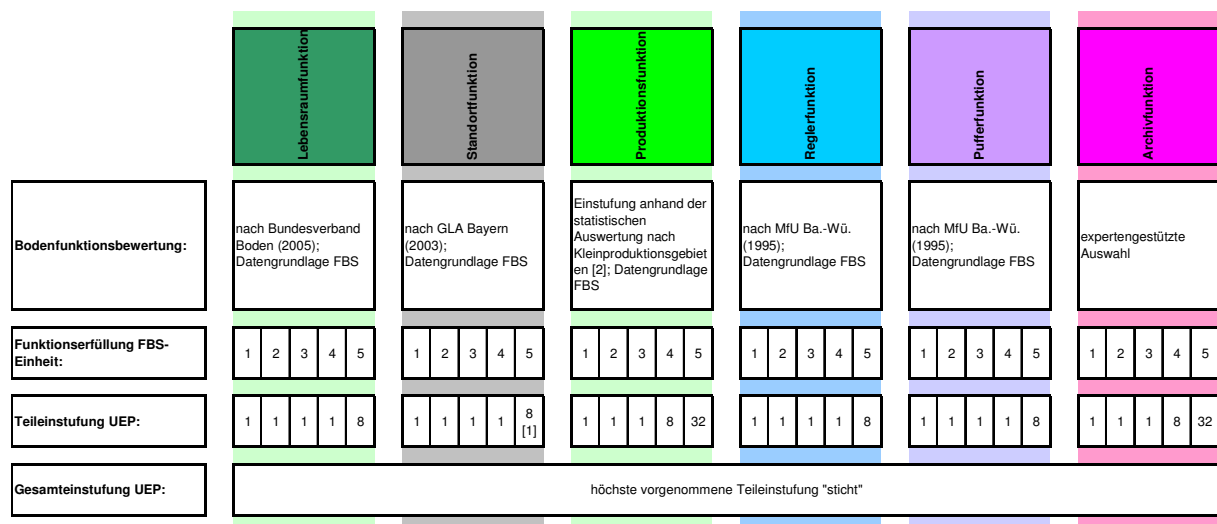 Lebensraumfunktion
Standortfunktion
Produktionsfunktion
Reglerfunktion
Pufferfunktion
Archivfunktion
Bodenfunktionsbewertung:
nach Bundesverband
Boden (2005);
Datengrundlage FBS
nach GLA Bayern
(2003);
Datengrundlage FBS
Einstufung anhand der
statistischen
Auswertung nach
Kleinproduktionsgebiet
en [2]; Datengrundlage
FBS
nach MfU Ba.-Wü.
(1995);
Datengrundlage FBS
nach MfU Ba.-Wü.
(1995);
Datengrundlage FBS
expertengestützte
Auswahl
Funktionserfüllung FBS-
Einheit:
1 2 3 4 5
1 2 3 4 5
1 2 3 4 5
1 2 3 4 5
1 2 3 4 5
1 2 3 4 5
Teileinstufung UEP:
1 1 1 1 8
1 1 1 1 8
[1]
1 1 1 8 32
1 1 1 1 8
1 1 1 1 8
1 1 1 8 32
Gesamteinstufung UEP:
höchste vorgenommene Teileinstufung "sticht"